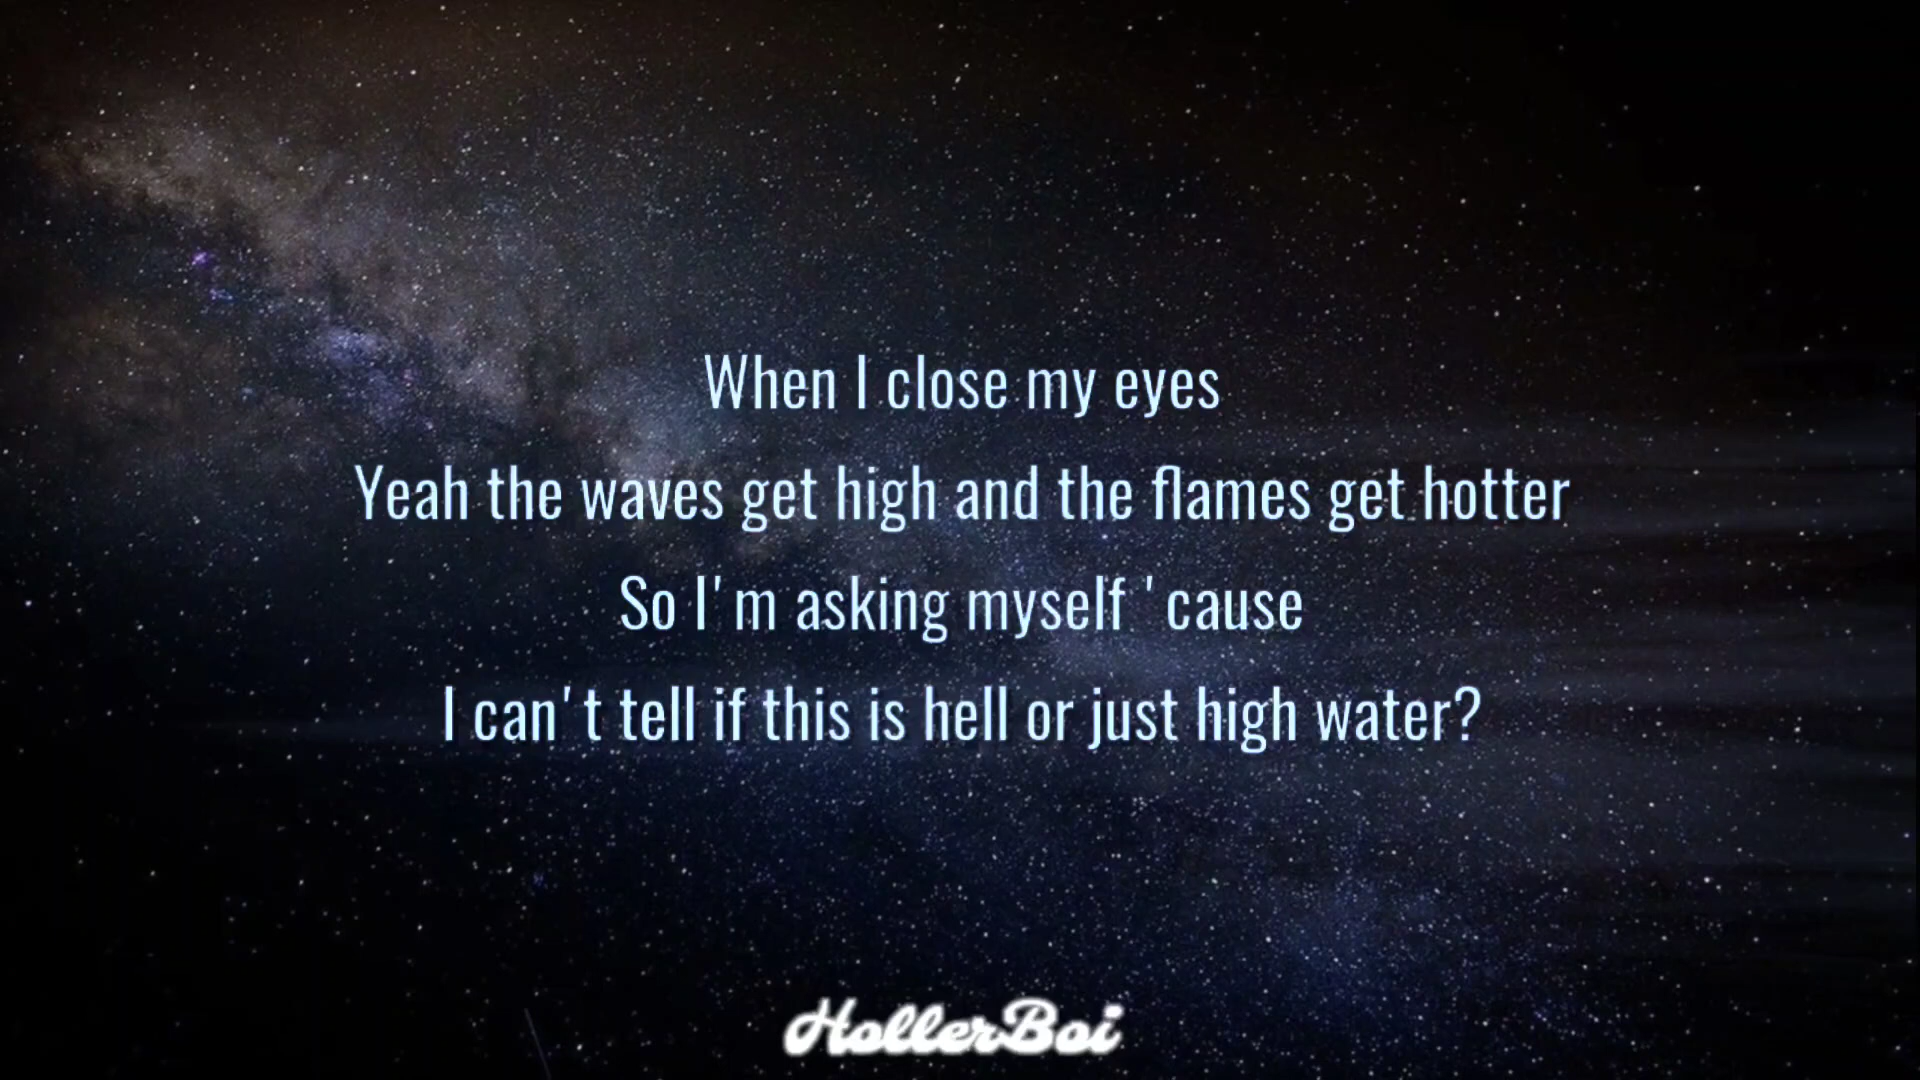 When I close my eyes
Yeah the waves get high and the flames get hotter
So I'm asking myself 'cause
I can't tell if this is hell or just high water?
HollerBoi